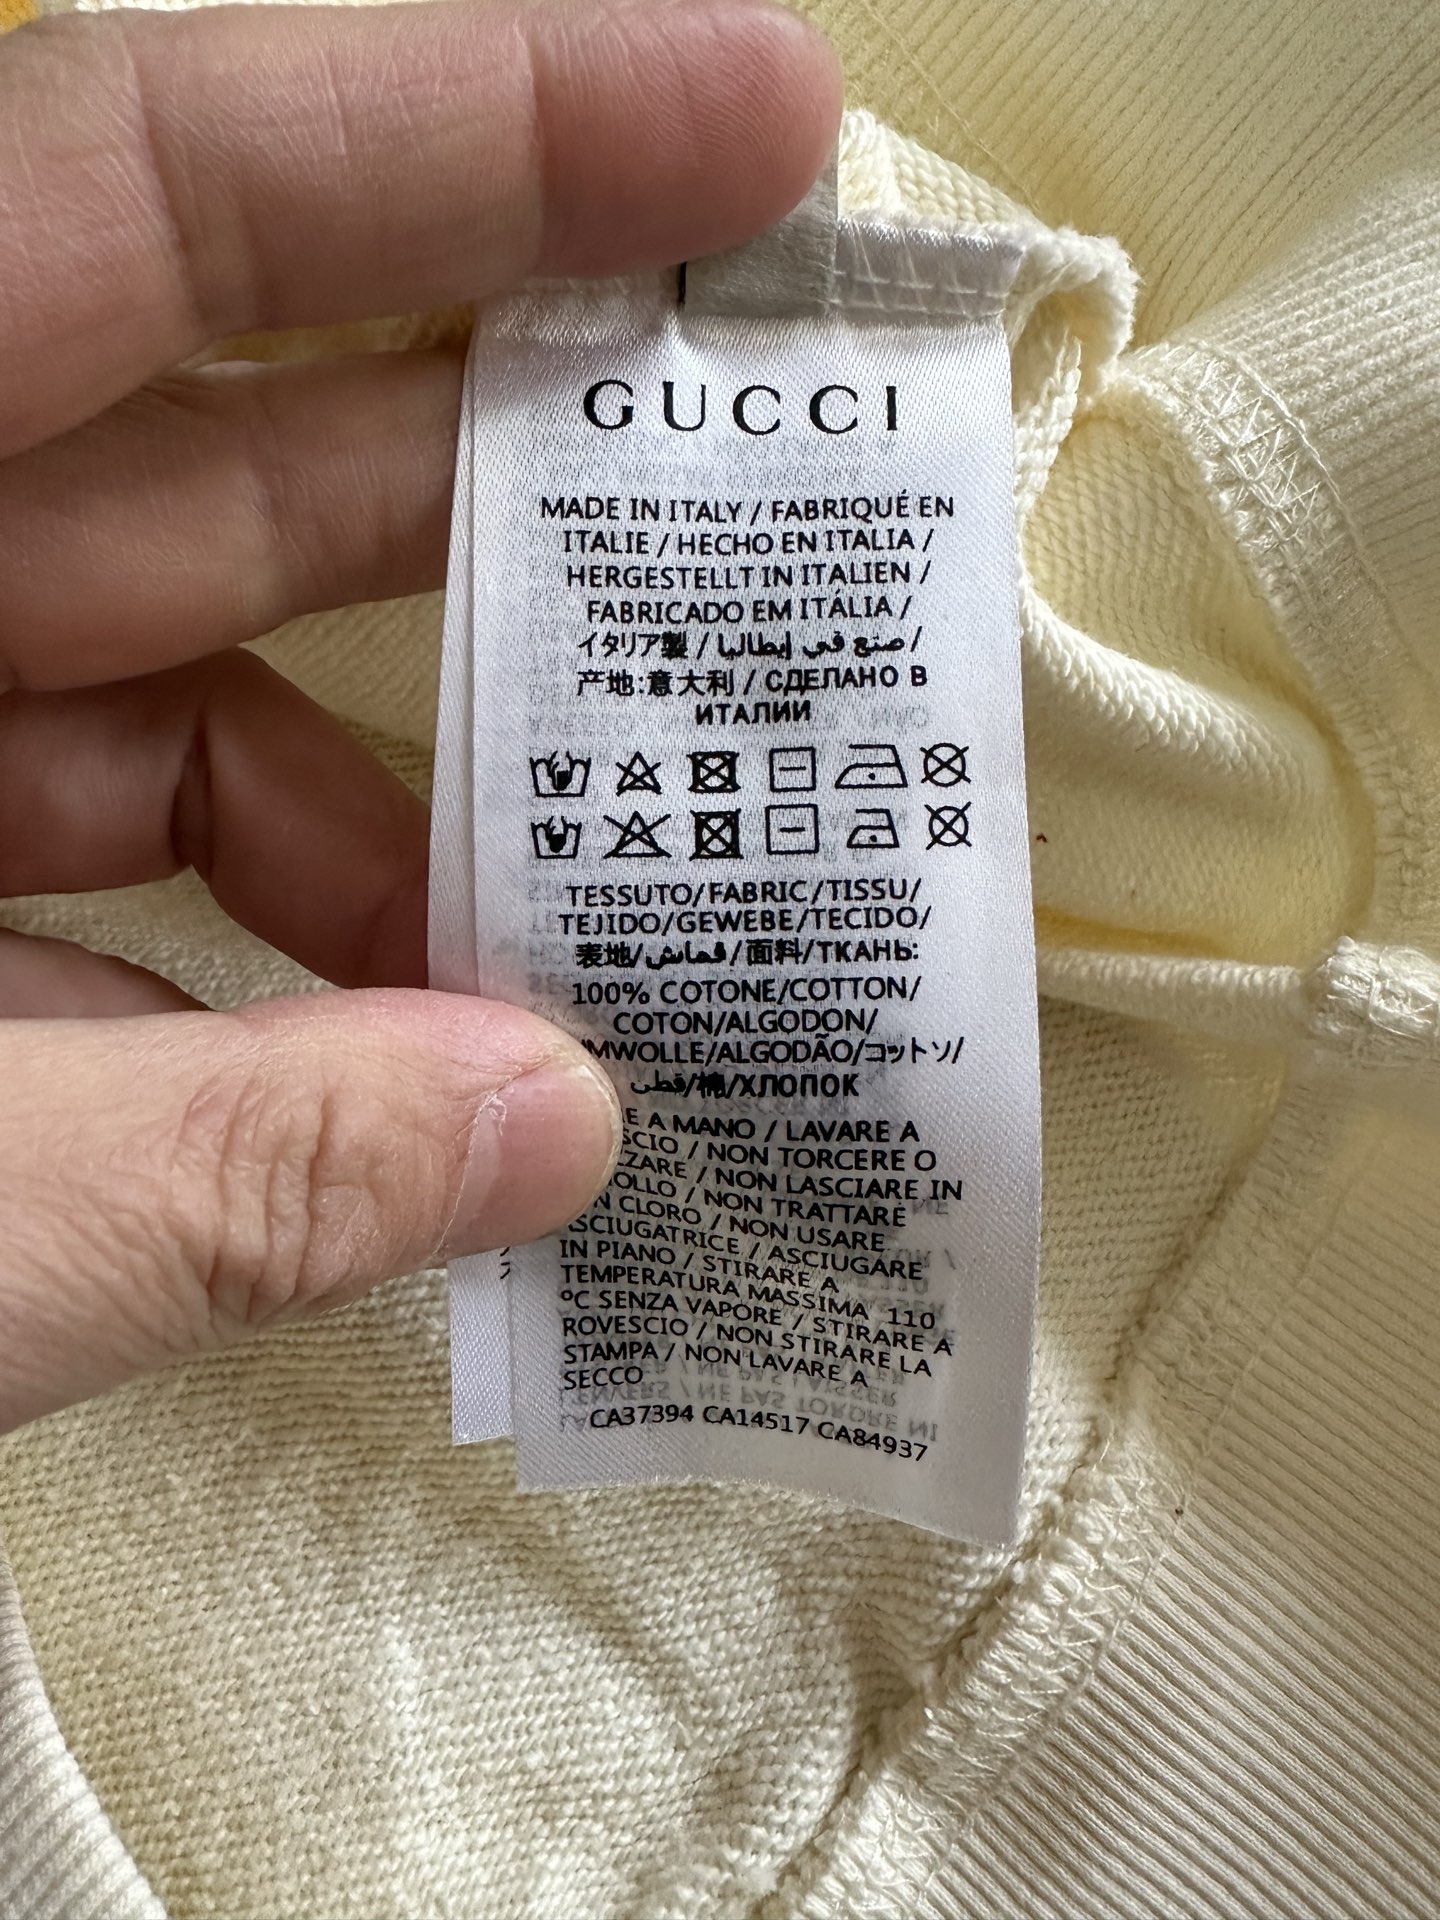 GUCCI
MADE IN ITALY / FABRIQUÉ EN
ITALIE / HECHO EN ITALIA /
HERGESTELLT IN ITALIEN /
FABRICADO EM ITÁLIA /
イタリア製 / صنع في إيطاليا /
产地:意大利 / СДЕЛАНО В
ИТАЛИИ
TESSUTO/FABRIC/TISSU/
TEJIDO/GEWEBE/TECIDO/
表地/قماش/面料/ТКАНЬ:
100% COTONE/COTTON/
COTON/ALGODON/
MWOLLE/ALGODÃO/コットン/
قطن/棉/ХЛОПОК
E A MANO / LAVARE A
SCIO / NON TORCERE O
ZZARE / NON LASCIARE IN
OLLO / NON TRATTARE
N CLORO / NON USARE
SCIUGATRICE / ASCIUGARE
IN PIANO / STIRARE A
TEMPERATURA MASSIMA 110
°C SENZA VAPORE / STIRARE A
ROVESCIO / NON STIRARE LA
STAMPA / NON LAVARE A
SECCO
CA37394 CA14517 CA84937